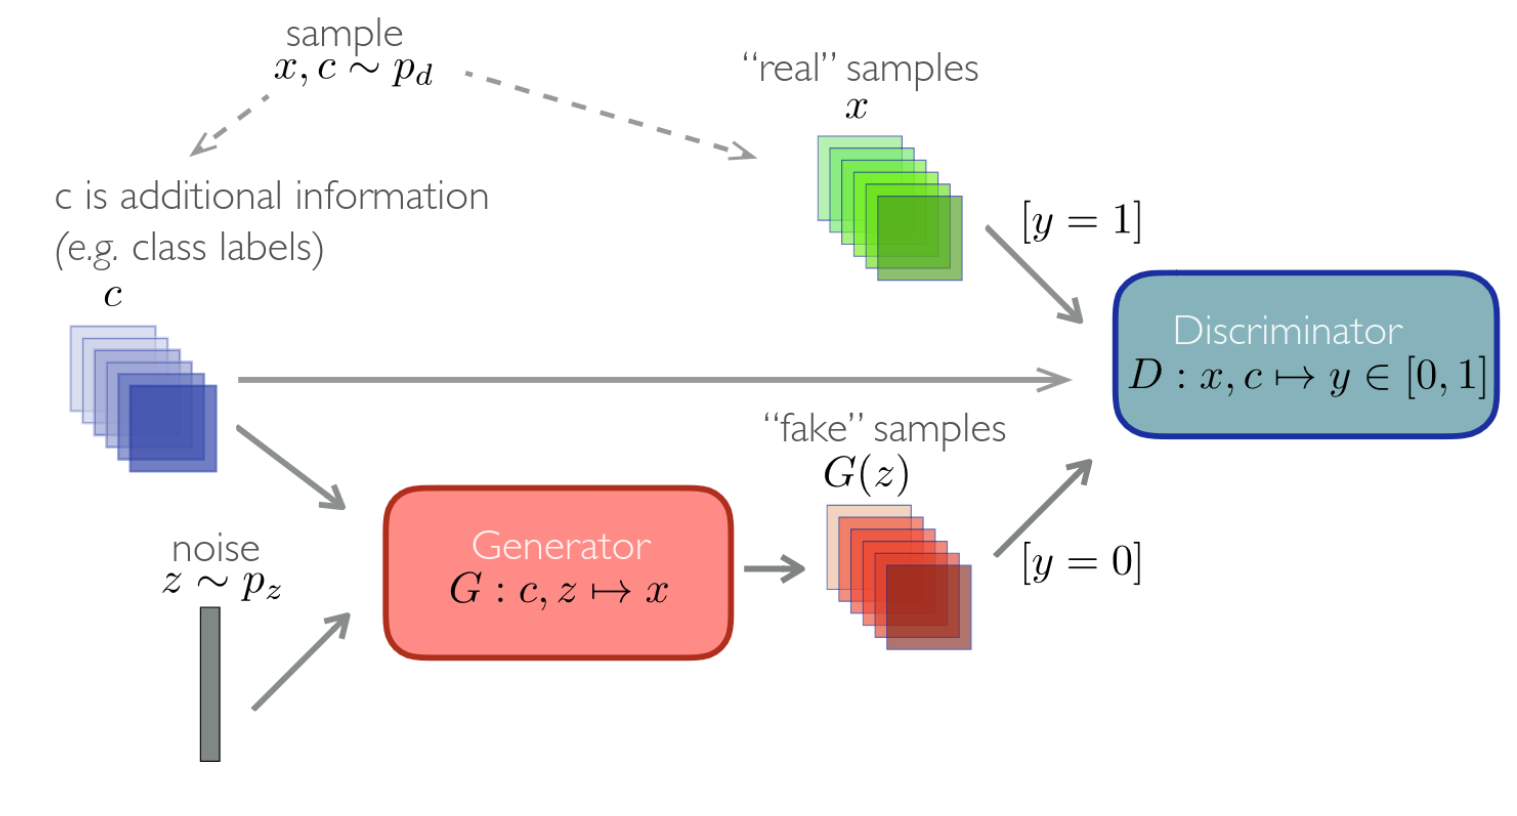 sample
x, c ∼ p_d
“real” samples
x
c is additional information
(e.g. class labels)
c
[y = 1]
Discriminator
D : x, c ↦ y ∈ [0, 1]
“fake” samples
G(z)
Generator
G : c, z ↦ x
noise
z ∼ p_z
[y = 0]